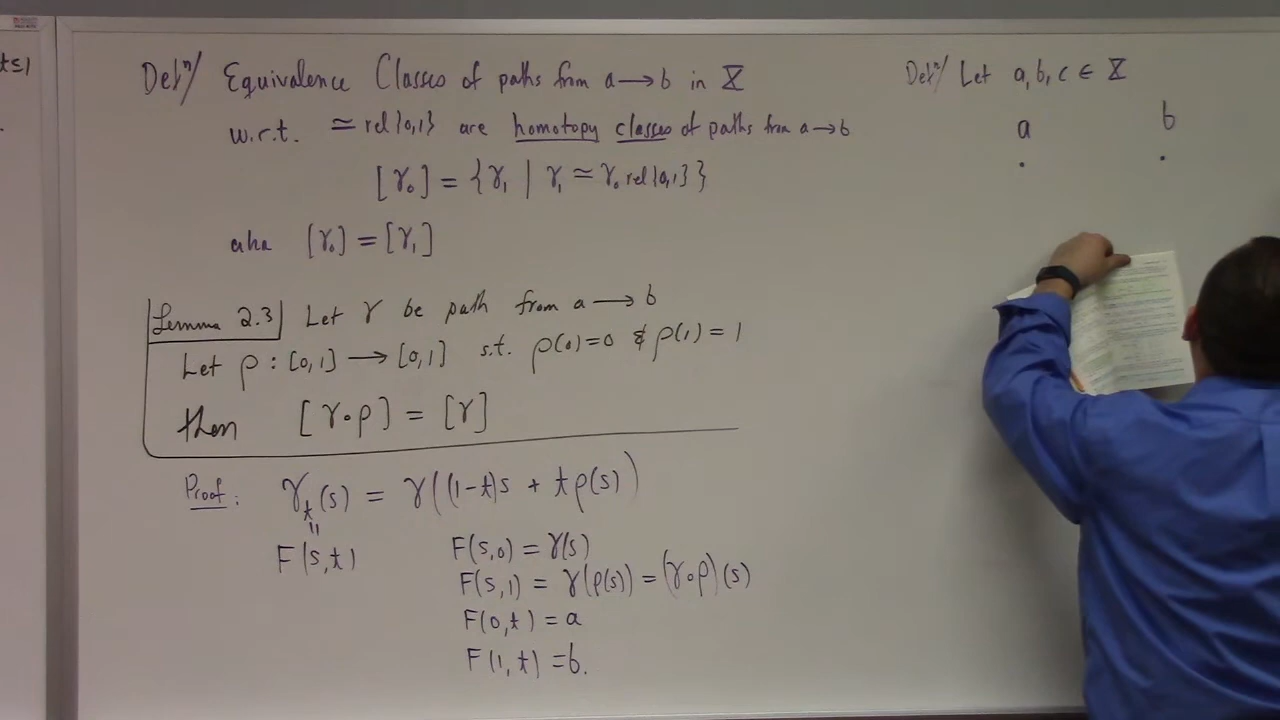 t≤1
Defⁿ/ Equivalence Classes of paths from a → b in X
w.r.t. ≃ rel{0,1} are homotopy classes of paths from a→b
[γ₀] = {γ₁ | γ₁ ≃ γ₀ rel{0,1}}
aka [γ₀] = [γ₁]
Lemma 2.3 Let γ be path from a → b
Let ρ : [0,1] → [0,1] s.t. ρ(0)=0 & ρ(1) = 1
then [γ∘ρ] = [γ]
Proof: γₜ(s) = γ((1-t)s + tρ(s))
"
F(s,t)
F(s,0) = γ(s)
F(s,1) = γ(ρ(s)) = (γ∘ρ)(s)
F(0,t) = a
F(1,t) = b.
Defⁿ/ Let a, b, c ∈ X
a b